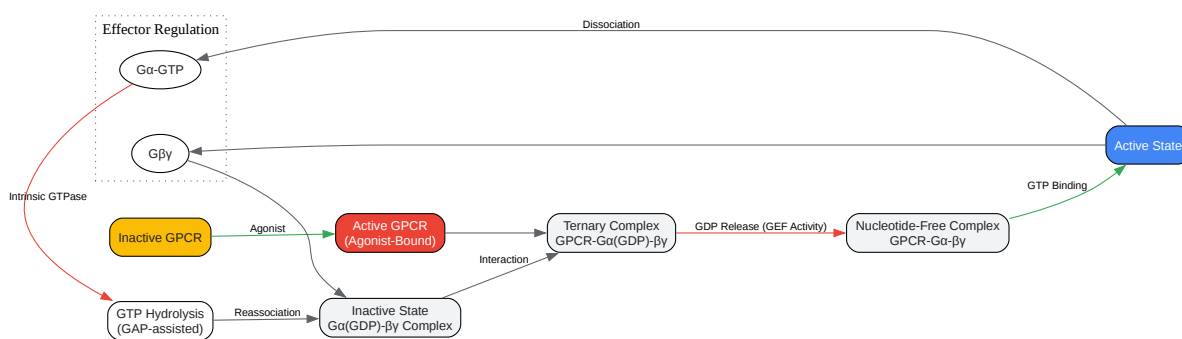 Dissociation
Effector Regulation
Gα-GTP
Gβγ
Active State
GTP Binding
Intrinsic GTPase
Inactive GPCR
Agonist
Active GPCR
(Agonist-Bound)
Ternary Complex
GPCR-Gα(GDP)-βγ
GDP Release (GEF Activity)
Nucleotide-Free Complex
GPCR-Gα-βγ
Interaction
GTP Hydrolysis
(GAP-assisted)
Reassociation
Inactive State
Gα(GDP)-βγ Complex